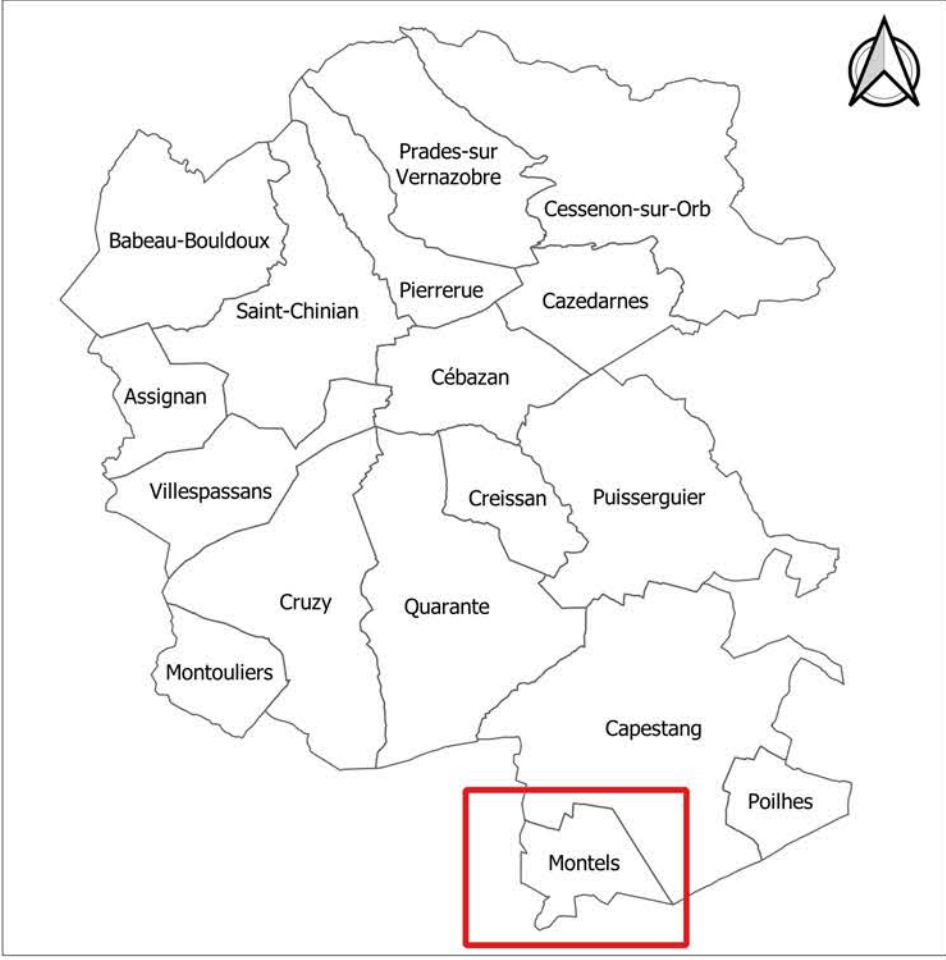 Prades-sur
Vernazobre
Cessenon-sur-Orb
Babeau-Bouldoux
Pierrerue
Cazedarnes
Saint-Chinian
Cébazan
Assignan
Villespassans
Creissan
Puisserguier
Cruzy
Quarante
Montouliers
Capestang
Poilhes
Montels